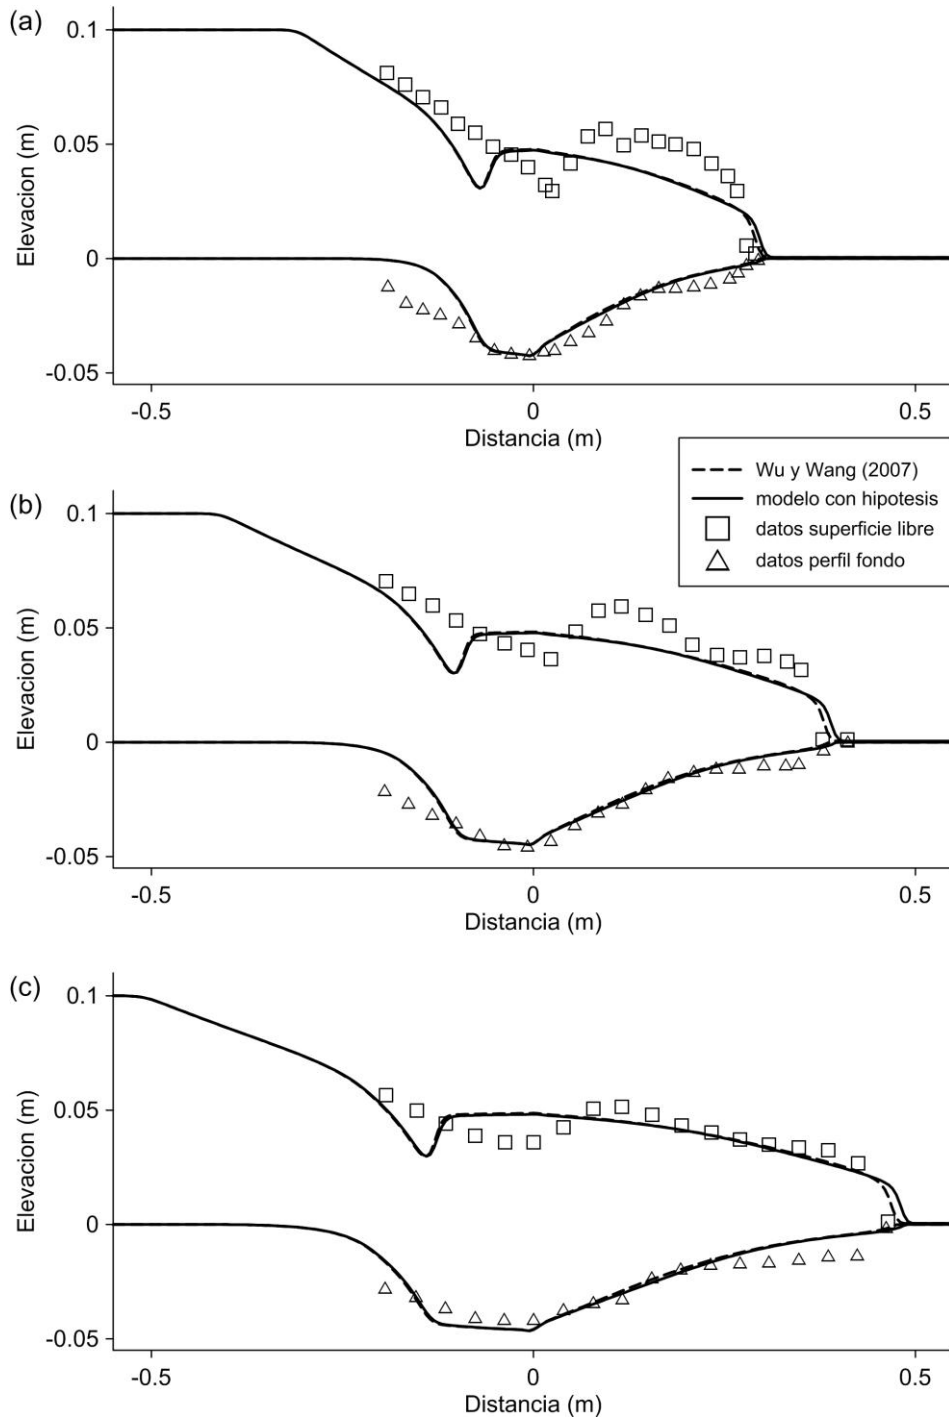 (a)
0.1
0.05
0
-0.05
Elevacion (m)
-0.5
0
0.5
Distancia (m)
Wu y Wang (2007)
modelo con hipotesis
datos superficie libre
datos perfil fondo
(b)
0.1
0.05
0
-0.05
Elevacion (m)
-0.5
0
0.5
Distancia (m)
(c)
0.1
0.05
0
-0.05
Elevacion (m)
-0.5
0
0.5
Distancia (m)